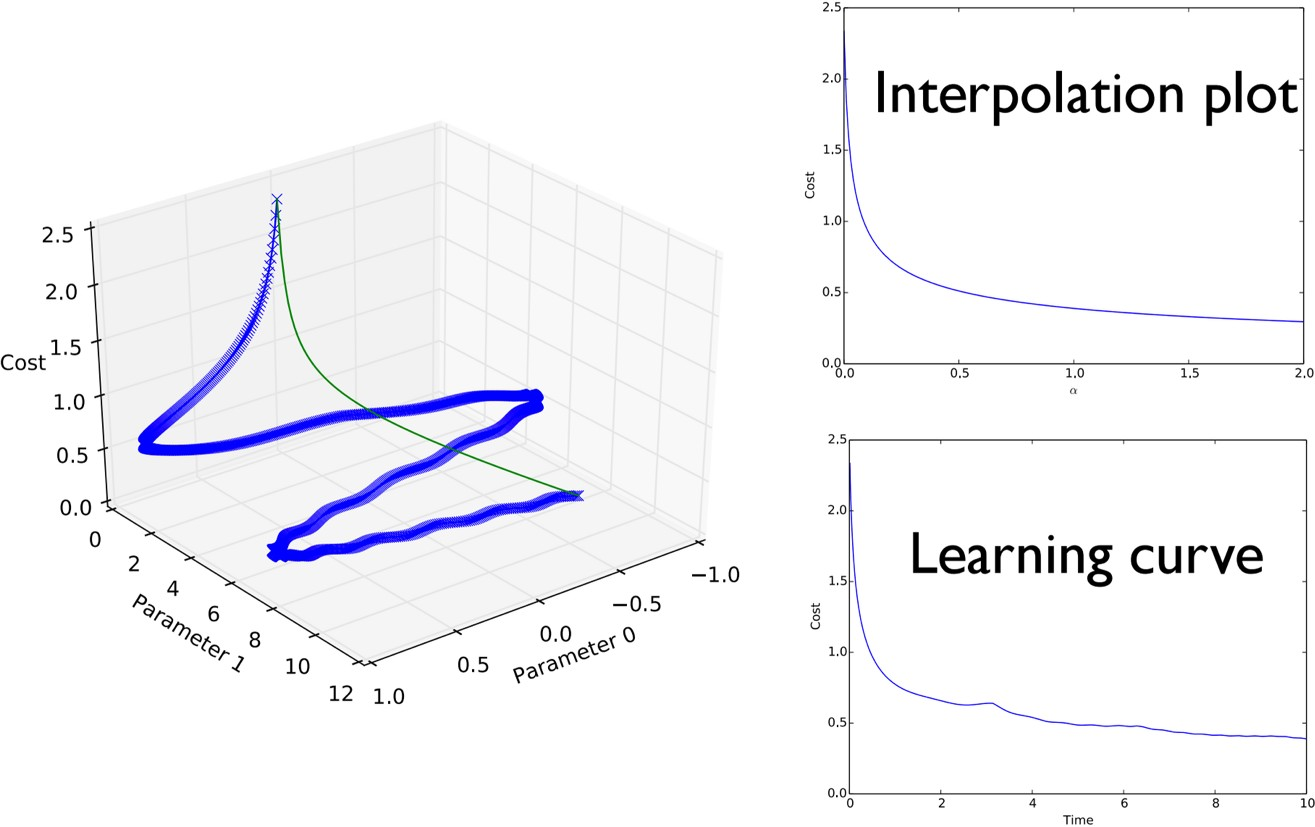 2.5
2.0
1.5
1.0
0.5
0.0
Cost
0
2
4
6
8
10
12
Parameter 1
1.0
0.5
0.0
−0.5
−1.0
Parameter 0
Interpolation plot
2.5
2.0
1.5
1.0
0.5
0.0
Cost
0.0 0.5 1.0 1.5 2.0
α
Learning curve
2.5
2.0
1.5
1.0
0.5
0.0
Cost
0 2 4 6 8 10
Time